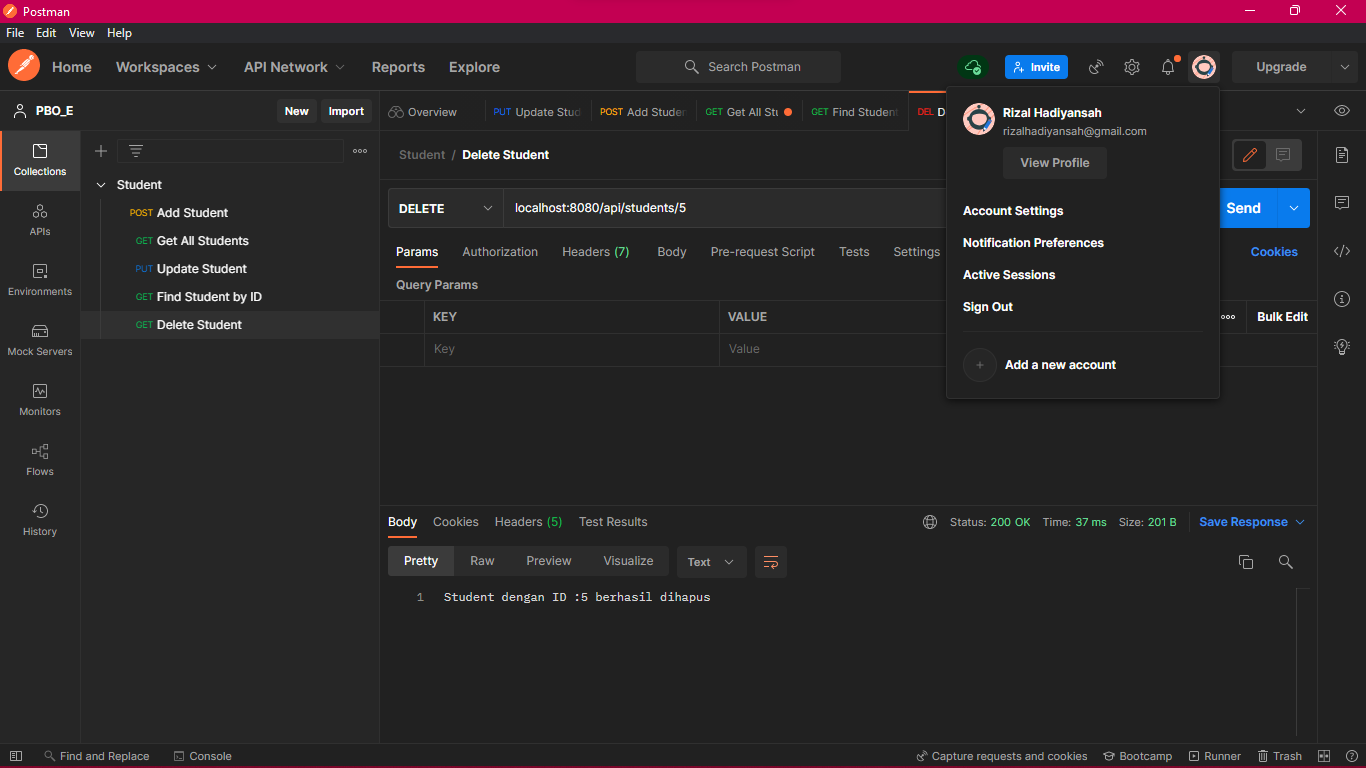 Postman
File Edit View Help
Home Workspaces API Network Reports Explore Search Postman Invite Upgrade
PBO_E New Import
Overview PUT Update Stud POST Add Studen GET Get All Stu GET Find Student DEL D
Collections
APIs
Environments
Mock Servers
Monitors
Flows
History
Student
POST Add Student
GET Get All Students
PUT Update Student
GET Find Student by ID
GET Delete Student
Student / Delete Student
DELETE localhost:8080/api/students/5 Send
Params Authorization Headers (7) Body Pre-request Script Tests Settings Cookies
Query Params
KEY VALUE Bulk Edit
Key Value
Rizal Hadiyansah
rizalhadiyansah@gmail.com
View Profile
Account Settings
Notification Preferences
Active Sessions
Sign Out
+ Add a new account
Body Cookies Headers (5) Test Results Status: 200 OK Time: 37 ms Size: 201 B Save Response
Pretty Raw Preview Visualize Text
1 Student dengan ID :5 berhasil dihapus
Find and Replace Console Capture requests and cookies Bootcamp Runner Trash